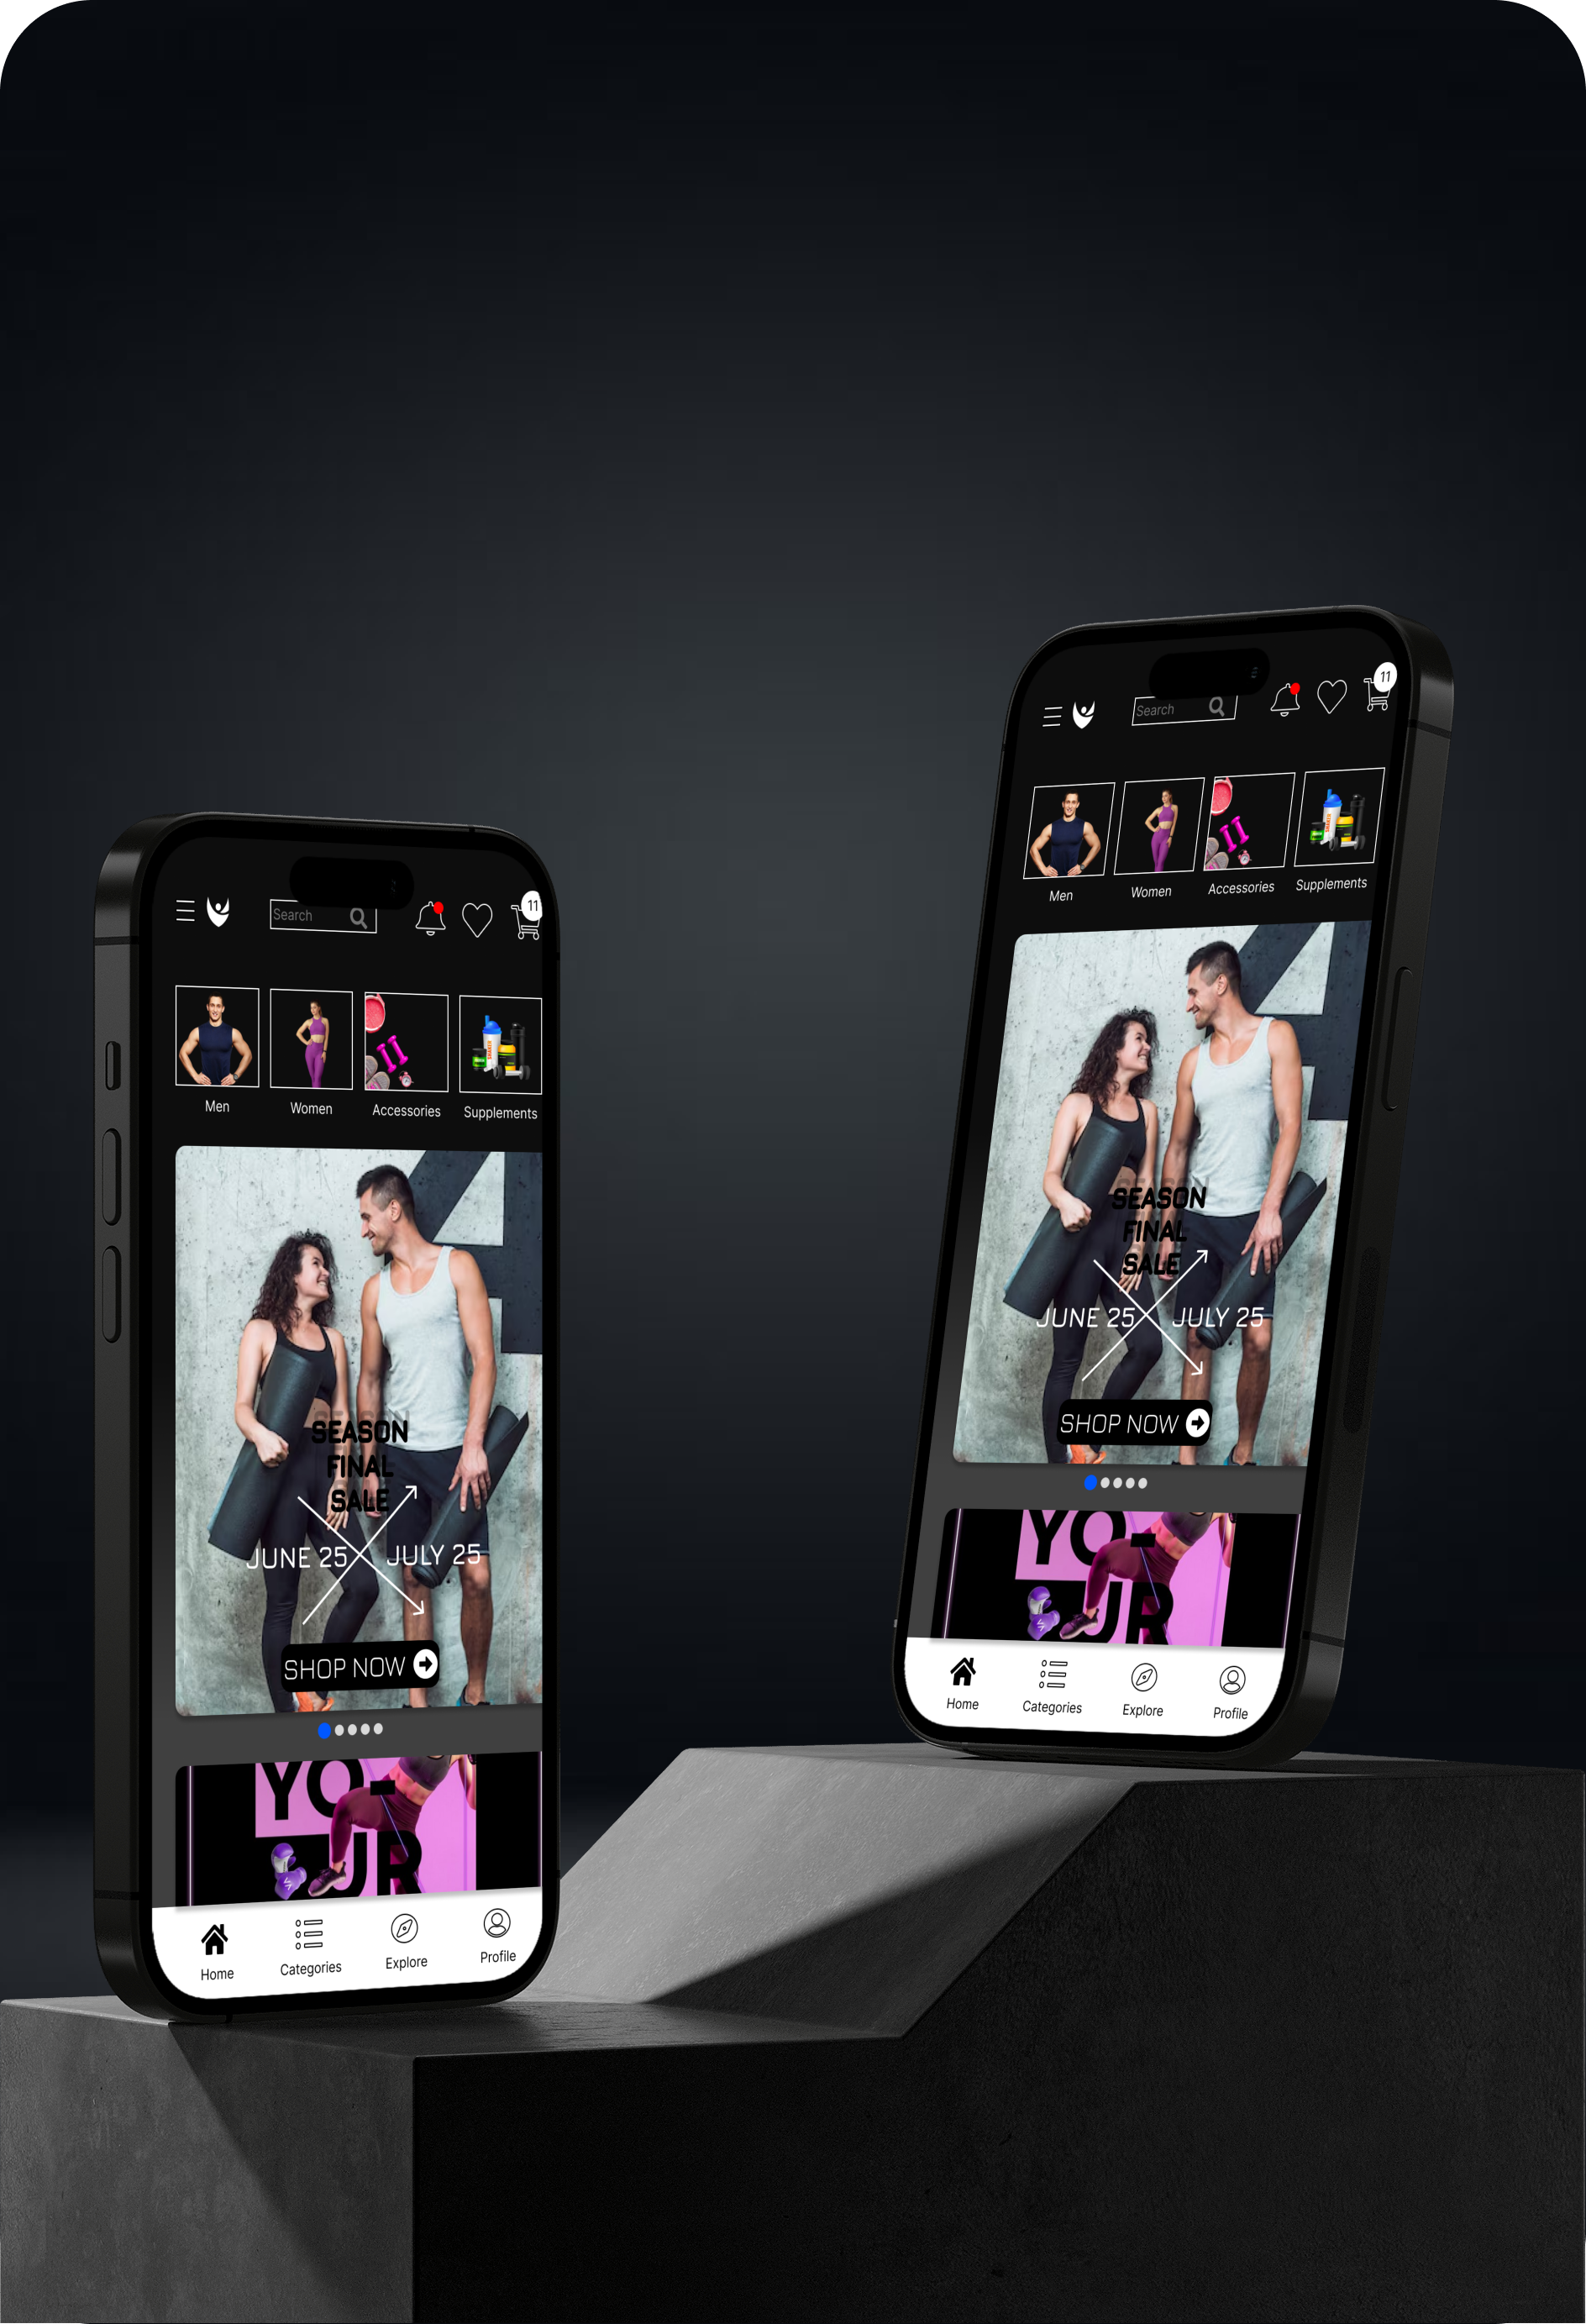 Search
11
Men Women Accessories Supplements
SEASON
FINAL
SALE
JUNE 25 JULY 25
SHOP NOW
YO-
UR
Home Categories Explore Profile
Search
11
Men Women Accessories Supplements
SEASON
FINAL
SALE
JUNE 25 JULY 25
SHOP NOW
YO-
UR
Home Categories Explore Profile